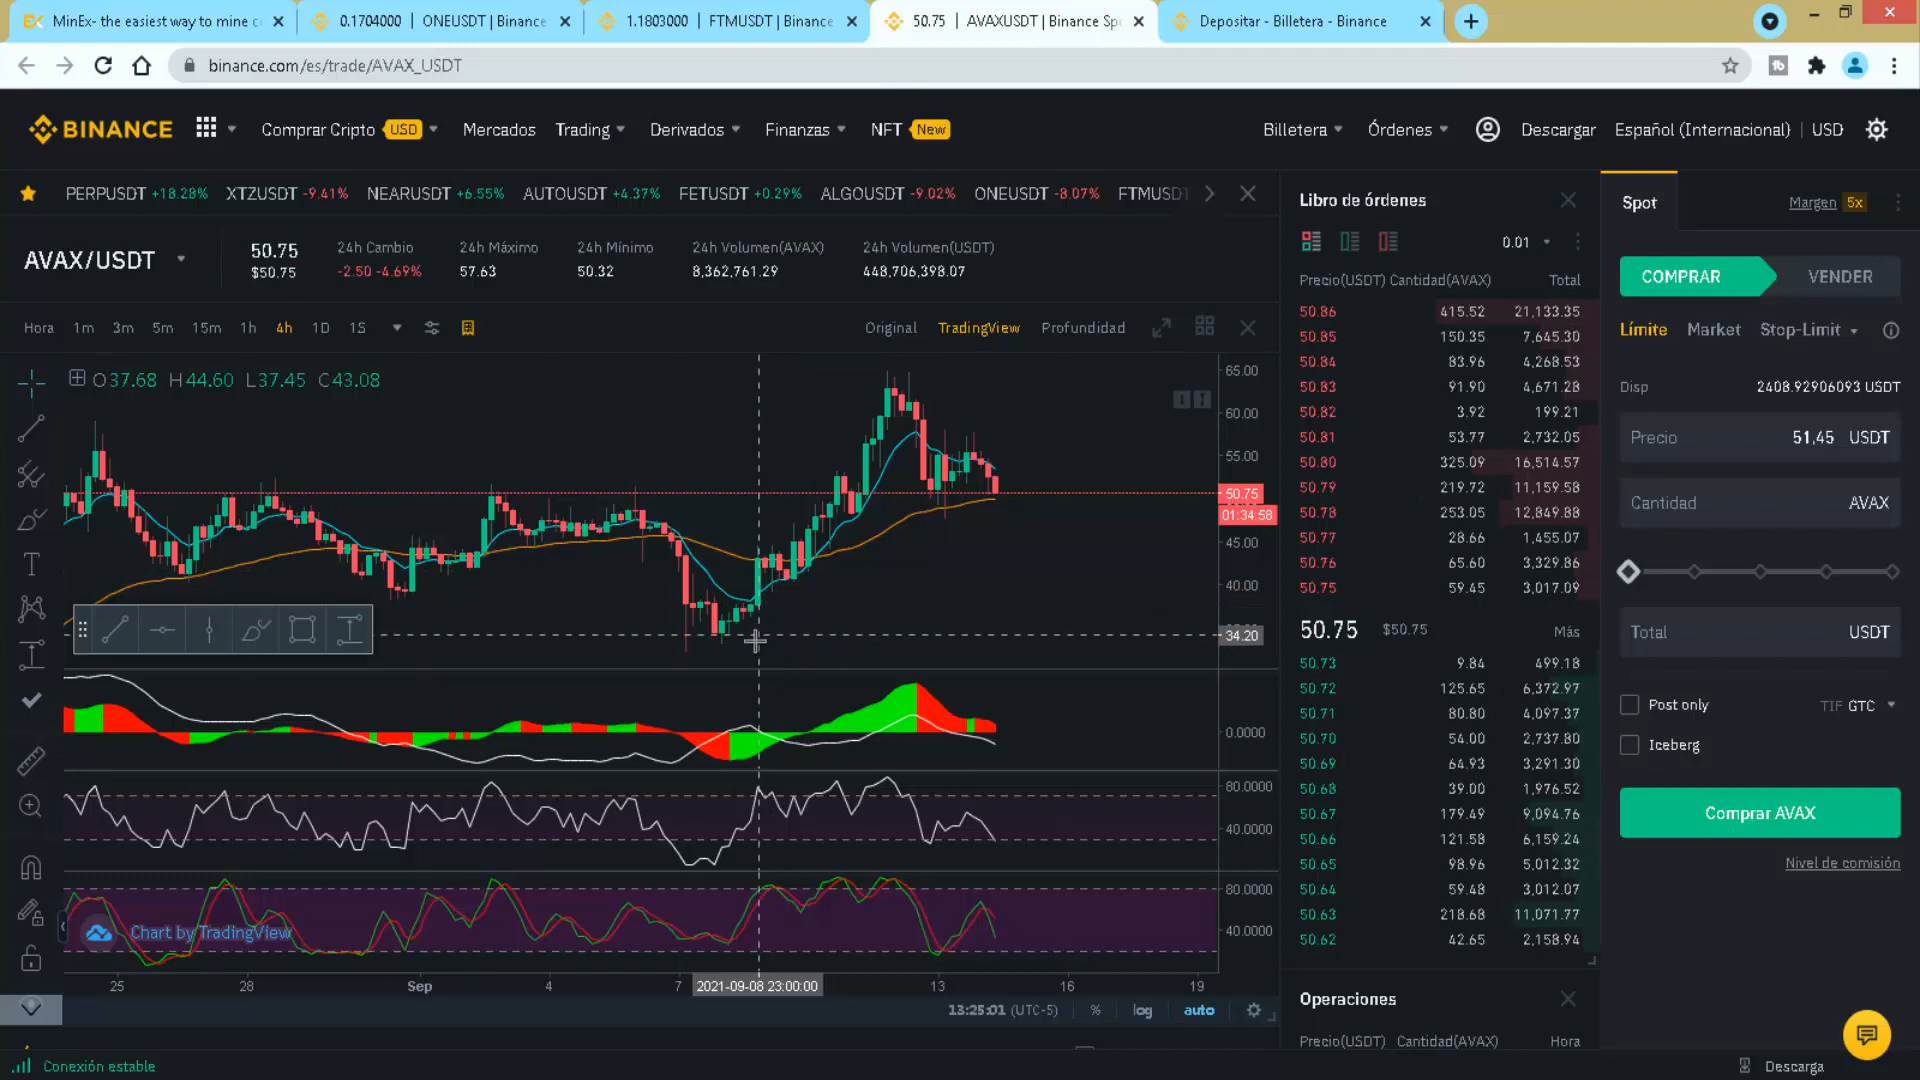 MinEx- the easiest way to mine c
0.1704000 | ONEUSDT | Binance
1.1803000 | FTMUSDT | Binance
50.75 | AVAXUSDT | Binance Spo
Depositar - Billetera - Binance
binance.com/es/trade/AVAX_USDT
BINANCE
Comprar Cripto USD
Mercados
Trading
Derivados
Finanzas
NFT New
Billetera
Órdenes
Descargar
Español (Internacional) | USD
PERPUSDT +18.28% XTZUSDT -9.41% NEARUSDT +6.55% AUTOUSDT +4.37% FETUSDT +0.29% ALGOUSDT -9.02% ONEUSDT -8.07% FTMUSDT
AVAX/USDT
50.75
$50.75
24h Cambio
-2.50 -4.69%
24h Máximo
57.63
24h Mínimo
50.32
24h Volumen(AVAX)
8,362,761.29
24h Volumen(USDT)
448,706,398.07
Hora 1m 3m 5m 15m 1h 4h 1D 1S
Original TradingView Profundidad
O37.68 H44.60 L37.45 C43.08
65.00
60.00
55.00
50.75
01:34:58
45.00
40.00
34.20
0.0000
80.0000
40.0000
80.0000
40.0000
Chart by TradingView
25 28 Sep 4 7 2021-09-08 23:00:00 13 16 19
13:25:01 (UTC-5) % log auto
Libro de órdenes
0.01
Precio(USDT) Cantidad(AVAX) Total
50.86 415.52 21,133.35
50.85 150.35 7,645.30
50.84 83.96 4,268.53
50.83 91.90 4,671.28
50.82 3.92 199.21
50.81 53.77 2,732.05
50.80 325.09 16,514.57
50.79 219.72 11,159.58
50.78 253.05 12,849.88
50.77 28.66 1,455.07
50.76 65.60 3,329.86
50.75 59.45 3,017.09
50.75 $50.75 Más
50.73 9.84 499.18
50.72 125.65 6,372.97
50.71 80.80 4,097.37
50.70 54.00 2,737.80
50.69 64.93 3,291.30
50.68 39.00 1,976.52
50.67 179.49 9,094.76
50.66 121.58 6,159.24
50.65 98.96 5,012.32
50.64 59.48 3,012.07
50.63 218.68 11,071.77
50.62 42.65 2,158.94
Operaciones
Precio(USDT) Cantidad(AVAX) Hora
Spot
Margen 5x
COMPRAR
VENDER
Límite Market Stop-Limit
Disp 2408.92906093 USDT
Precio 51,45 USDT
Cantidad AVAX
Total USDT
Post only
TIF GTC
Iceberg
Comprar AVAX
Nivel de comisión
Conexión estable
Descarga